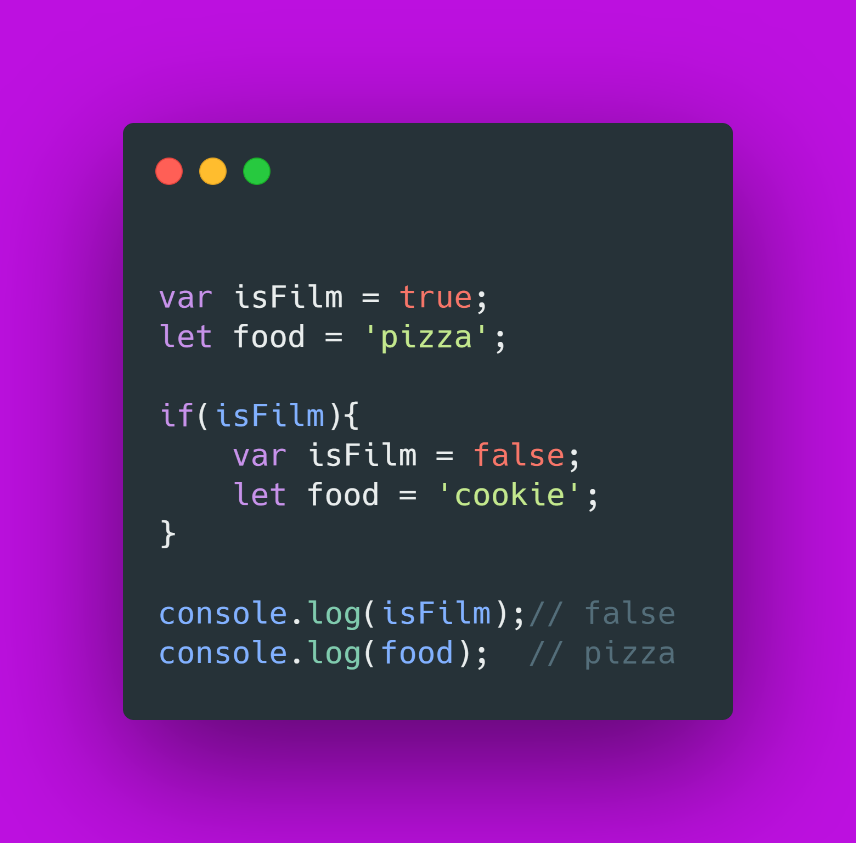 var isFilm = true;
let food = 'pizza';
if(isFilm){
    var isFilm = false;
    let food = 'cookie';
}
console.log(isFilm);// false
console.log(food);  // pizza